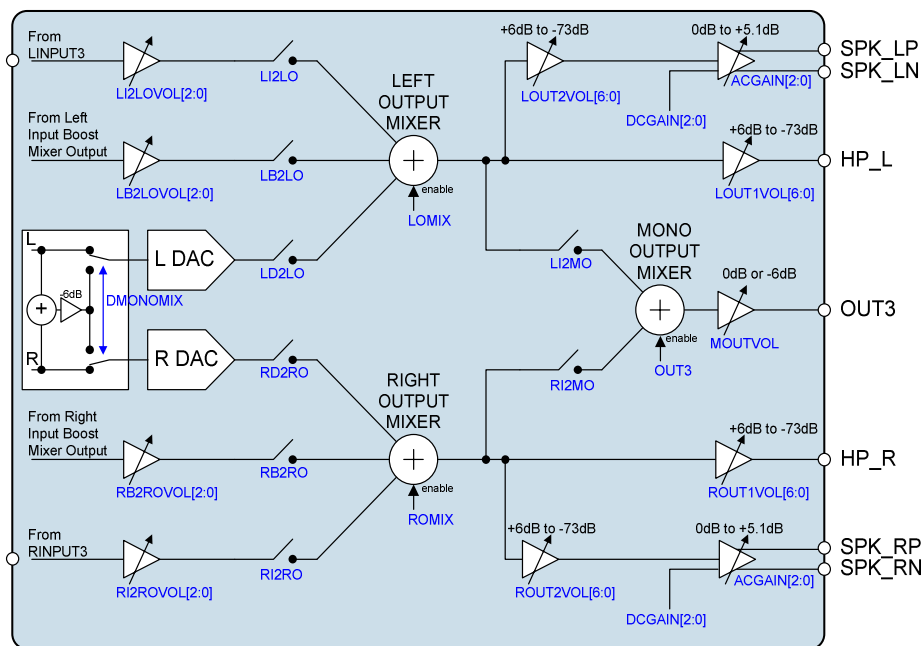 From
LINPUT3
LI2LOVOL[2:0]
LI2LO
From Left
Input Boost
Mixer Output
LB2LOVOL[2:0]
LB2LO
LEFT
OUTPUT
MIXER
enable
LOMIX
+6dB to -73dB
LOUT2VOL[6:0]
0dB to +5.1dB
ACGAIN[2:0]
DCGAIN[2:0]
SPK_LP
SPK_LN
+6dB to -73dB
LOUT1VOL[6:0]
HP_L
L
-6dB
DMONOMIX
R
L DAC
LD2LO
R DAC
RD2RO
LI2MO
RI2MO
MONO
OUTPUT
MIXER
enable
OUT3
0dB or -6dB
MOUTVOL
OUT3
RIGHT
OUTPUT
MIXER
enable
ROMIX
From Right
Input Boost
Mixer Output
RB2ROVOL[2:0]
RB2RO
+6dB to -73dB
ROUT1VOL[6:0]
HP_R
From
RINPUT3
RI2ROVOL[2:0]
RI2RO
+6dB to -73dB
ROUT2VOL[6:0]
0dB to +5.1dB
ACGAIN[2:0]
DCGAIN[2:0]
SPK_RP
SPK_RN